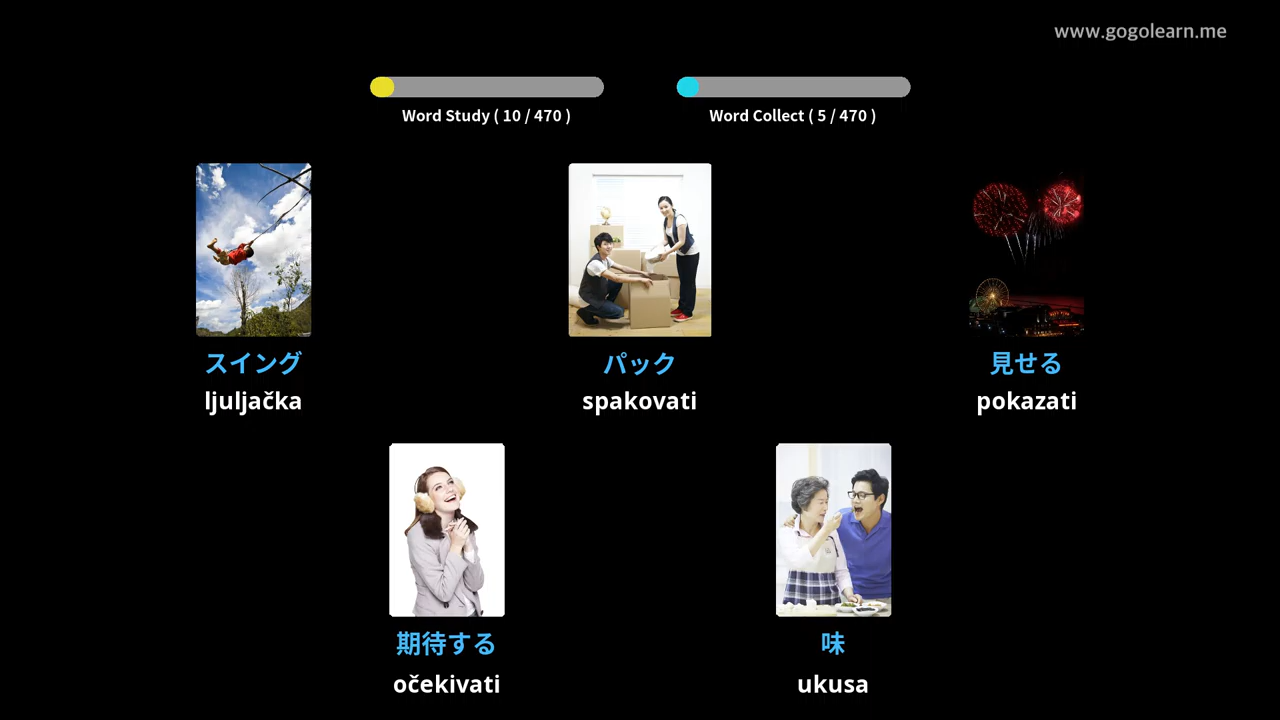 www.gogolearn.me
Word Study ( 10 / 470 )
Word Collect ( 5 / 470 )
スイング
ljuljačka
パック
spakovati
見せる
pokazati
期待する
očekivati
味
ukusa